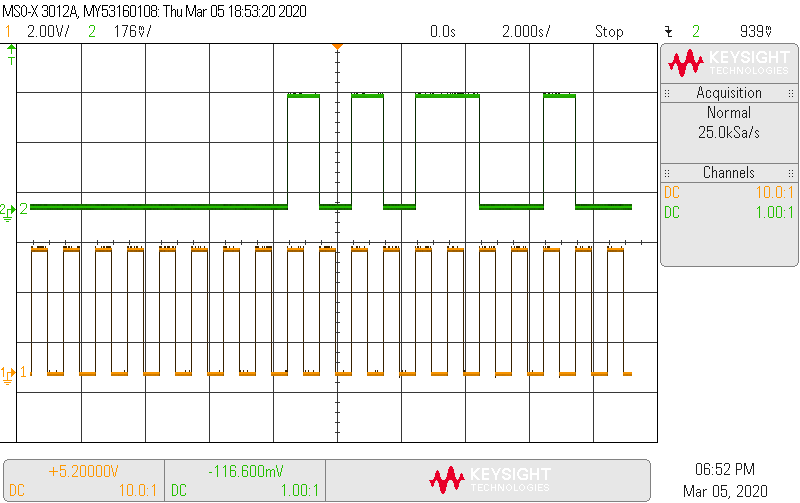 MSO-X 3012A, MY53160108: Thu Mar 05 18:53:20 2020
1 2.00V/ 2 176mV/ 0.0s 2.000s/ Stop 2 939mV
T
KEYSIGHT
TECHNOLOGIES
Acquisition
Normal
25.0kSa/s
Channels
DC 10.0:1
DC 1.00:1
2 2
1 1
+5.20000V
DC 10.0:1
-116.600mV
DC 1.00:1
KEYSIGHT
TECHNOLOGIES
06:52 PM
Mar 05, 2020